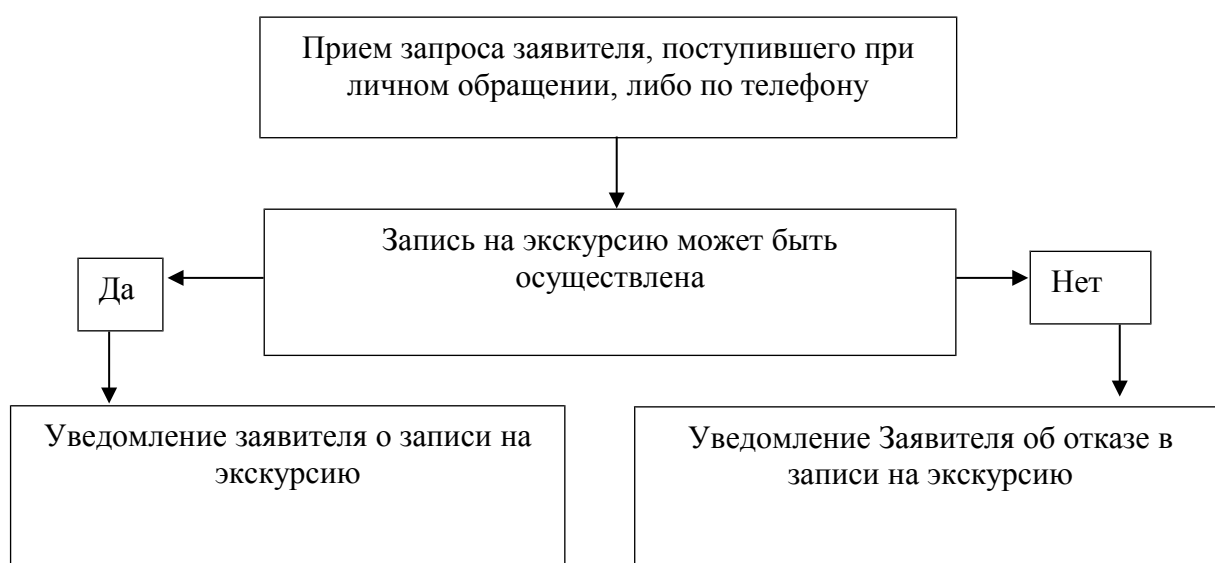 Прием запроса заявителя, поступившего при
личном обращении, либо по телефону
Запись на экскурсию может быть
осуществлена
Да
Нет
Уведомление заявителя о записи на
экскурсию
Уведомление Заявителя об отказе в
записи на экскурсию